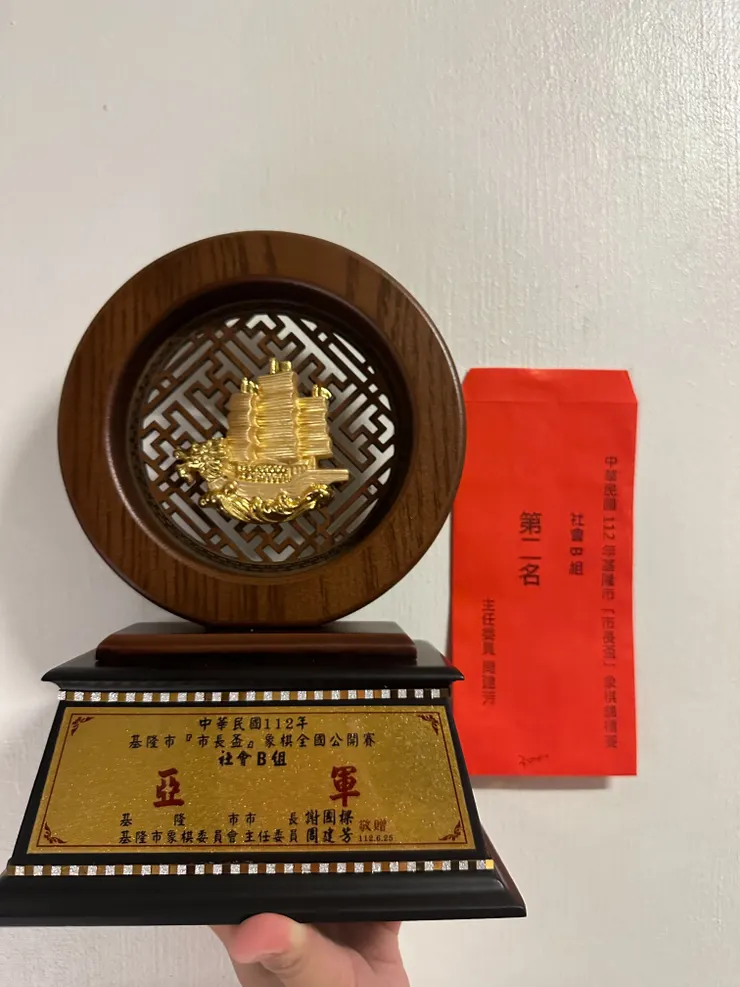 中華民國112年
基隆市『市長盃』象棋全國公開賽
社會B組
亞軍
基隆市市長 謝國樑
基隆市象棋委員會主任委員 周建芳
敬贈
112.6.25
中華民國112年基隆市「市長盃」象棋錦標賽
社會B組
第二名
主任委員 周建芳